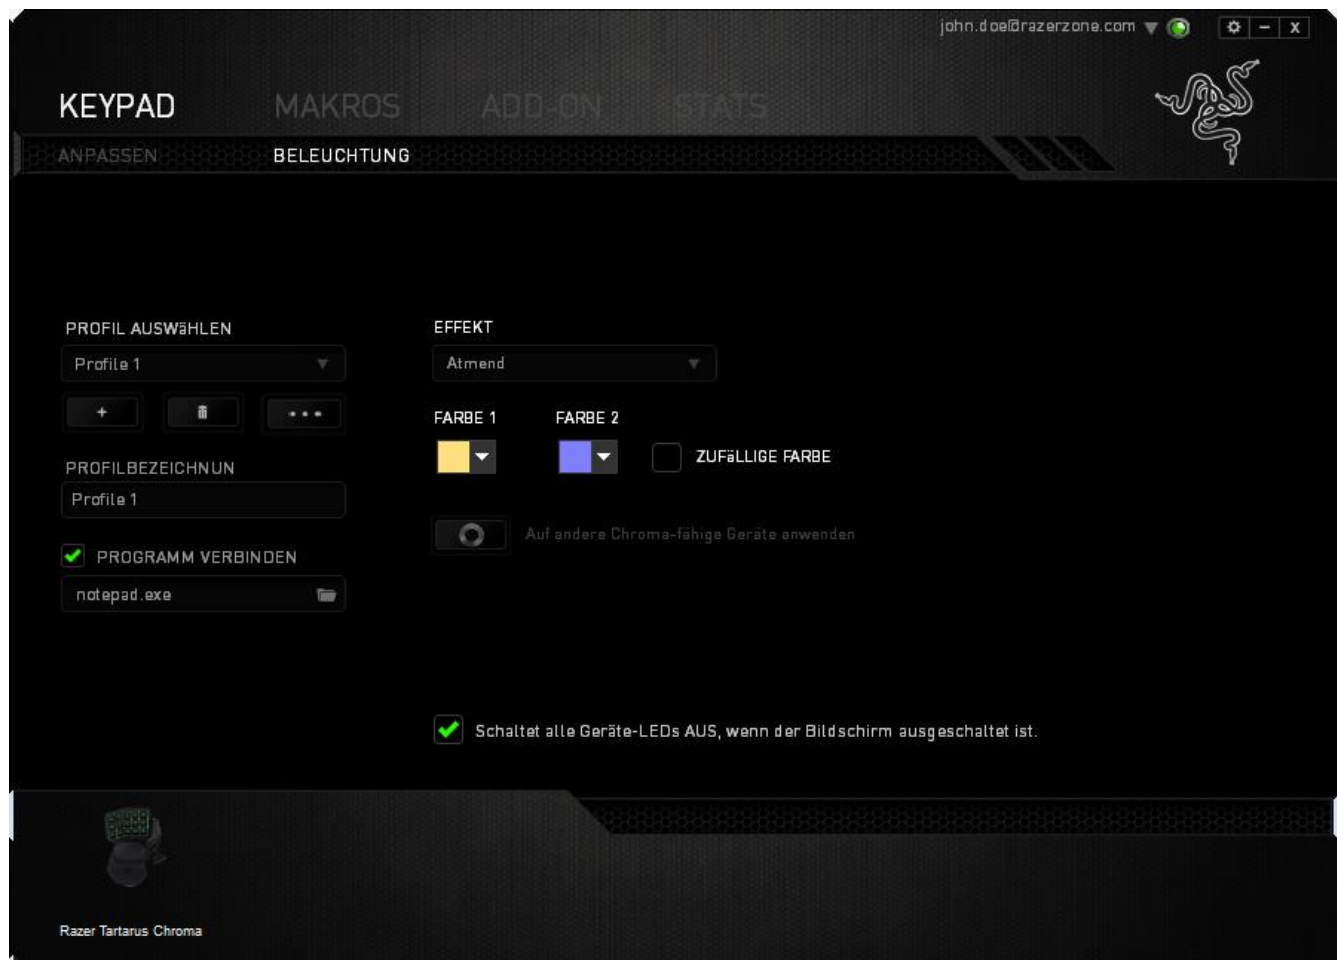 john.doe@razerzone.com
x
KEYPAD MAKROS ADD-ON STATS
ANPASSEN BELEUCHTUNG
PROFIL AUSWäHLEN
Profile 1
PROFILBEZEICHNUN
Profile 1
PROGRAMM VERBINDEN
notepad.exe
EFFEKT
Atmend
FARBE 1 FARBE 2
ZUFäLLIGE FARBE
Auf andere Chroma-fähige Geräte anwenden
Schaltet alle Geräte-LEDs AUS, wenn der Bildschirm ausgeschaltet ist.
Razer Tartarus Chroma